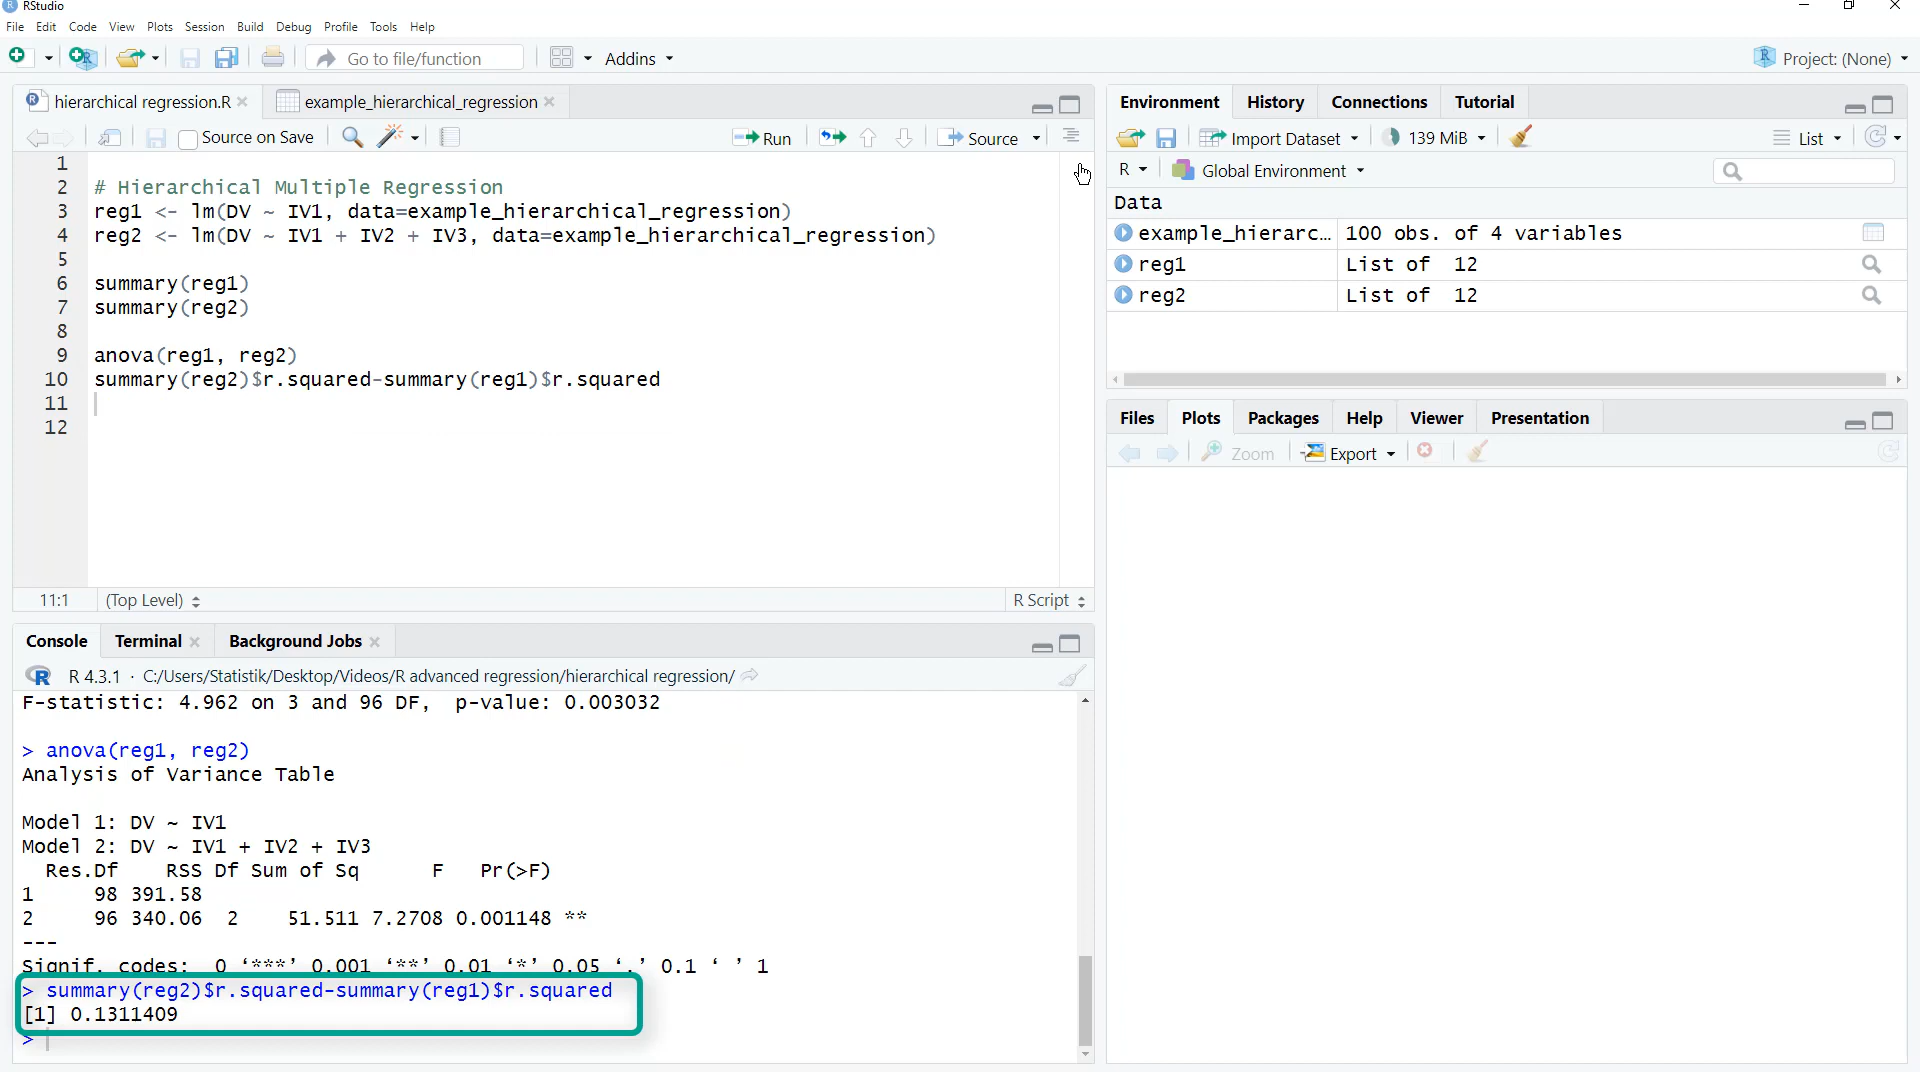 RStudio
File Edit Code View Plots Session Build Debug Profile Tools Help
Go to file/function Addins Project: (None)
hierarchical regression.R example_hierarchical_regression
Source on Save Run Source
1
2 # Hierarchical Multiple Regression
3 reg1 <- lm(DV ~ IV1, data=example_hierarchical_regression)
4 reg2 <- lm(DV ~ IV1 + IV2 + IV3, data=example_hierarchical_regression)
5
6 summary(reg1)
7 summary(reg2)
8
9 anova(reg1, reg2)
10 summary(reg2)$r.squared-summary(reg1)$r.squared
11
12
11:1 (Top Level) R Script
Console Terminal Background Jobs
R 4.3.1 · C:/Users/Statistik/Desktop/Videos/R advanced regression/hierarchical regression/
F-statistic: 4.962 on 3 and 96 DF,  p-value: 0.003032
> anova(reg1, reg2)
Analysis of Variance Table
Model 1: DV ~ IV1
Model 2: DV ~ IV1 + IV2 + IV3
Res.Df RSS Df Sum of Sq F Pr(>F)
1 98 391.58
2 96 340.06 2 51.511 7.2708 0.001148 **
---
Signif. codes: 0 ‘***’ 0.001 ‘**’ 0.01 ‘*’ 0.05 ‘.’ 0.1 ‘ ’ 1
> summary(reg2)$r.squared-summary(reg1)$r.squared
[1] 0.1311409
>
Environment History Connections Tutorial
Import Dataset 139 MiB List
R Global Environment
Data
example_hierarc… 100 obs. of 4 variables
reg1 List of 12
reg2 List of 12
Files Plots Packages Help Viewer Presentation
Zoom Export